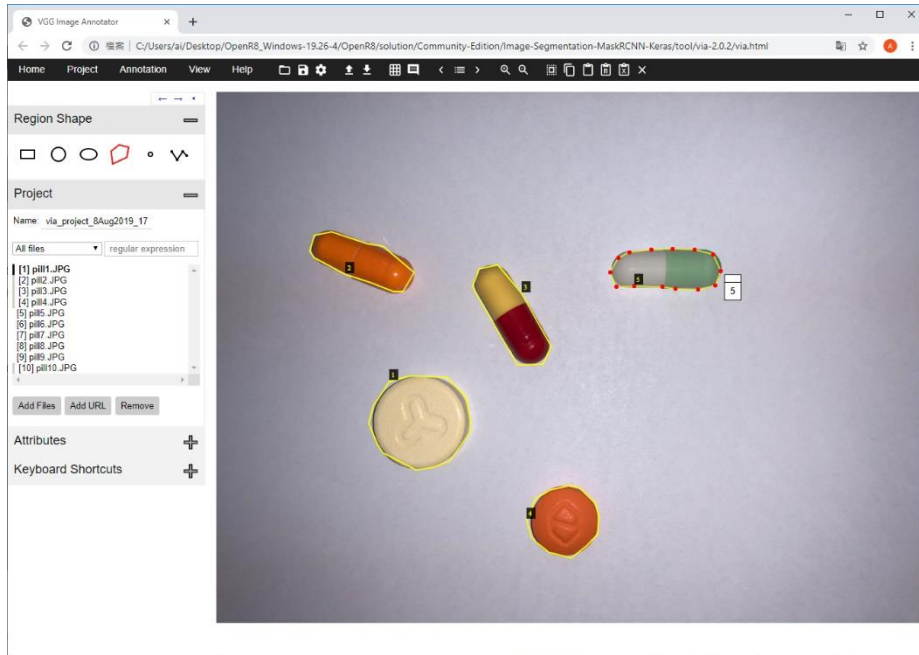 VGG Image Annotator
檔案 | C:/Users/ai/Desktop/OpenR8_Windows-19.26-4/OpenR8/solution/Community-Edition/Image-Segmentation-MaskRCNN-Keras/tool/via-2.0.2/via.html
Home Project Annotation View Help
Region Shape
Project
Name: via_project_8Aug2019_17
All files regular expression
[1] pill1.JPG
[2] pill2.JPG
[3] pill3.JPG
[4] pill4.JPG
[5] pill5.JPG
[6] pill6.JPG
[7] pill7.JPG
[8] pill8.JPG
[9] pill9.JPG
[10] pill10.JPG
Add Files Add URL Remove
Attributes
Keyboard Shortcuts
2
3
5
5
1
4